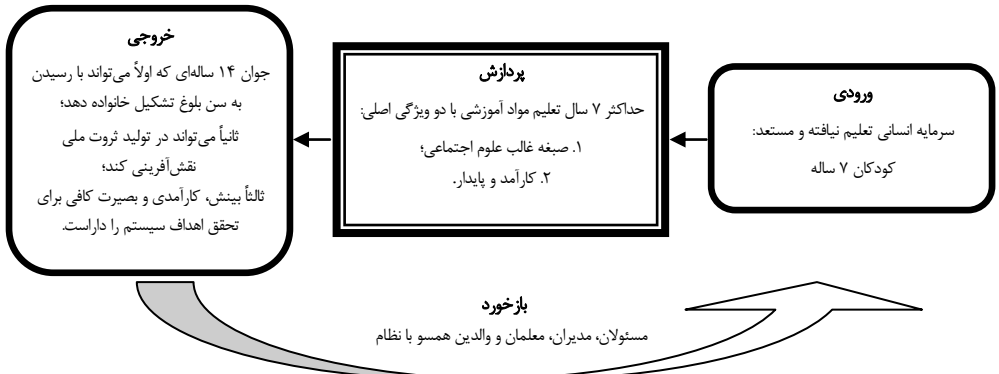 ورودی
سرمایه انسانی تعلیم نیافته و مستعد:
کودکان ۷ ساله
پردازش
حداکثر ۷ سال تعلیم مواد آموزشی با دو ویژگی اصلی:
۱. صبغه غالب علوم اجتماعی؛
۲. کارآمد و پایدار.
خروجی
جوان ۱۴ ساله‌ای که اولاً می‌تواند با رسیدن
به سن بلوغ تشکیل خانواده دهد؛
ثانیاً می‌تواند در تولید ثروت ملی
نقش‌آفرینی کند؛
ثالثاً بینش، کارآمدی و بصیرت کافی برای
تحقق اهداف سیستم را داراست.
بازخورد
مسئولان، مدیران، معلمان و والدین همسو با نظام